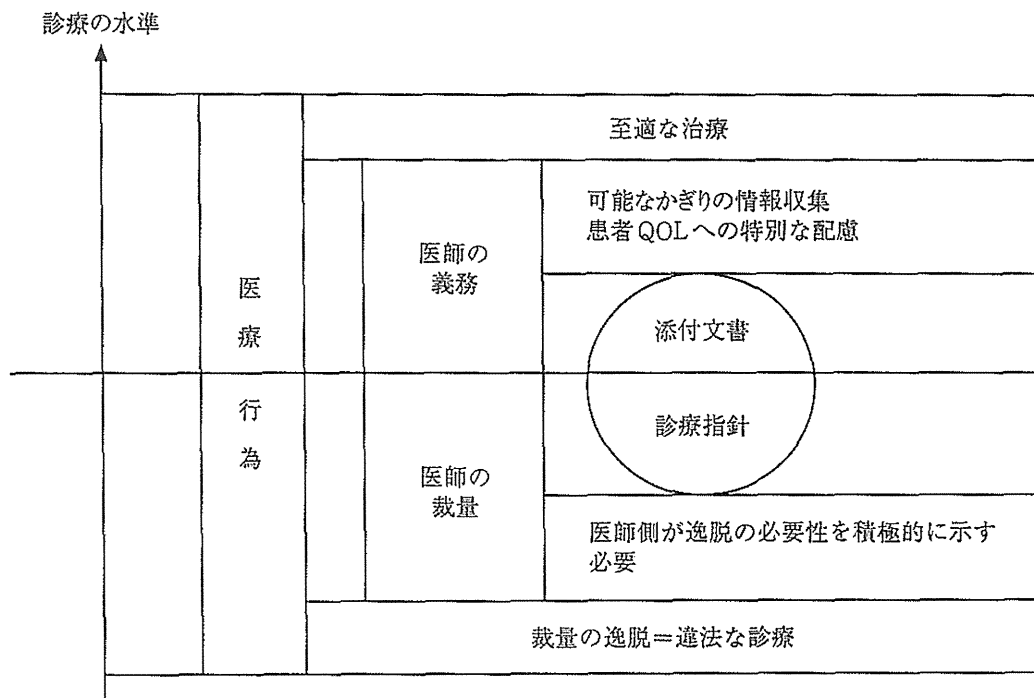 診療の水準
至適な治療
可能なかぎりの情報収集
患者QOLへの特別な配慮
医師の
義務
医
療
添付文書
行
為
診療指針
医師の
裁量
医師側が逸脱の必要性を積極的に示す
必要
裁量の逸脱＝違法な診療